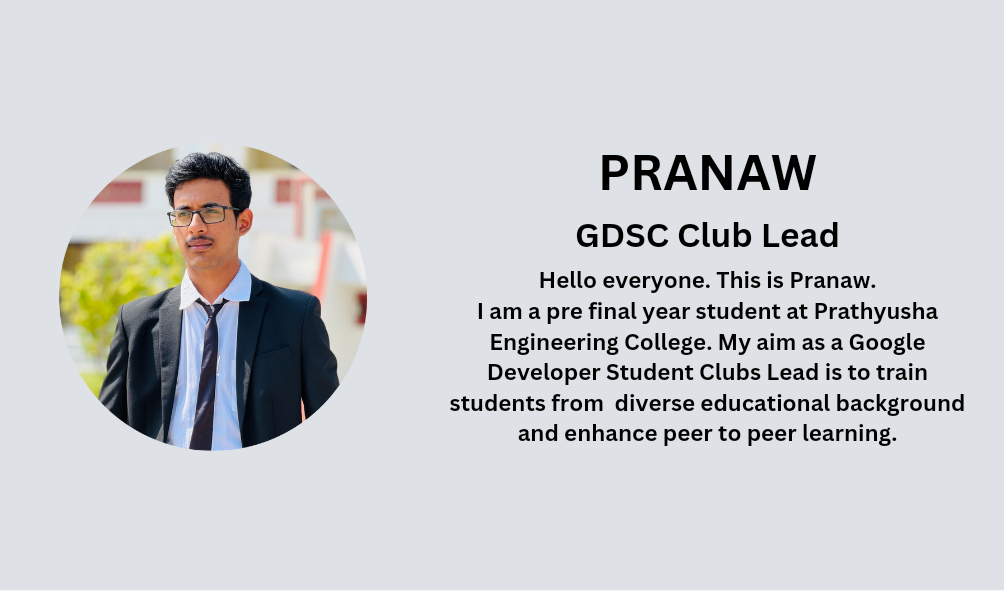 PRANAW
GDSC Club Lead
Hello everyone. This is Pranaw.
I am a pre final year student at Prathyusha
Engineering College. My aim as a Google
Developer Student Clubs Lead is to train
students from  diverse educational background
and enhance peer to peer learning.